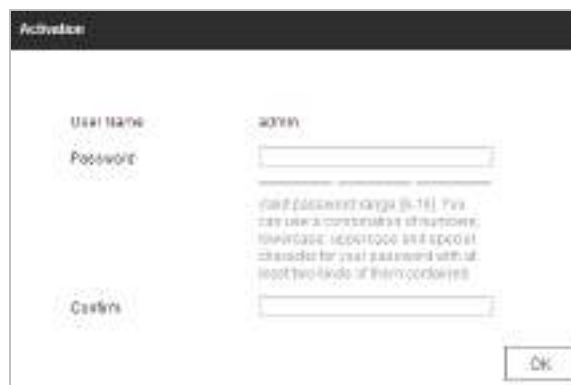 Activation
User Name admin
Password
Valid password range [8-16]. You
can use a combination of numbers,
lowercase, uppercase and special
character for your password with at
least two kinds of them contained.
Confirm
OK